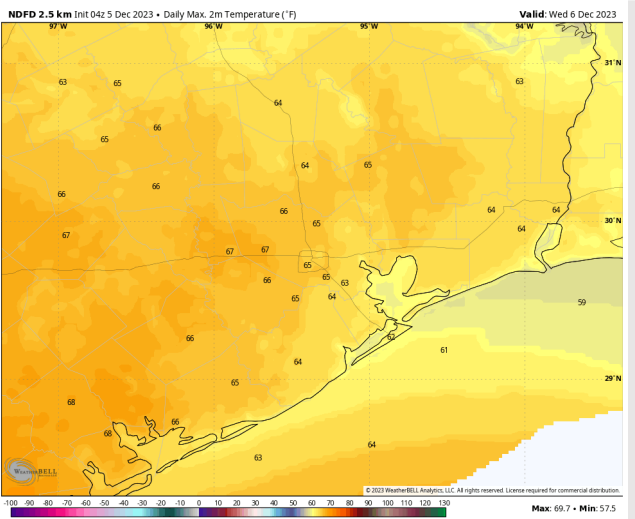 NDFD 2.5 km Init 04z 5 Dec 2023 • Daily Max. 2m Temperature (°F) Valid: Wed 6 Dec 2023
97°W 96°W 95°W 94°W
31°N
63 65 63
64
66
65
64 65
66 66
66 64 64
65 64
30°N
67
67 67
65
65
66 63
65 64
59
66 62
61
64
29°N
65
68
66
68
64
63
WEATHERBELL
© 2023 WeatherBELL Analytics, LLC. All rights reserved. License required for commercial distribution.
-100 -90 -80 -70 -60 -50 -40 -30 -20 -10 0 10 20 30 40 50 60 70 80 90 100 110 120 130
Max: 69.7 • Min: 57.5